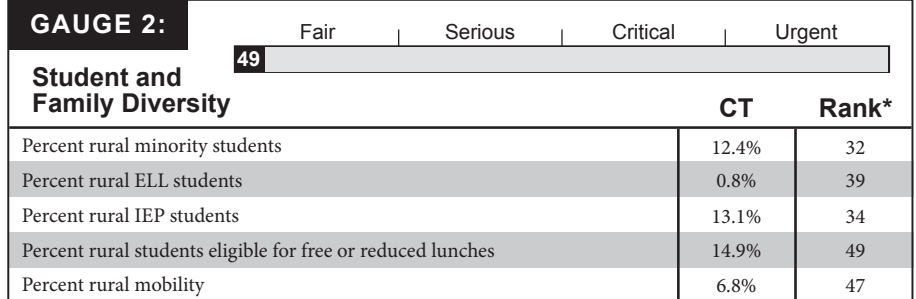 GAUGE 2:
Fair | Serious | Critical | Urgent
49
Student and
Family Diversity
CT Rank*
Percent rural minority students 12.4% 32
Percent rural ELL students 0.8% 39
Percent rural IEP students 13.1% 34
Percent rural students eligible for free or reduced lunches 14.9% 49
Percent rural mobility 6.8% 47